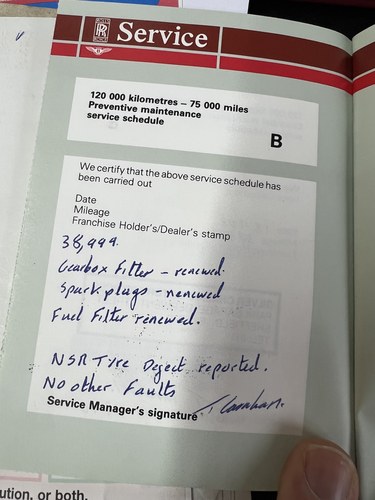 RR
Service
B
120 000 kilometres – 75 000 miles
Preventive maintenance
service schedule
B
We certify that the above service schedule has
been carried out
Date
Mileage
Franchise Holder's/Dealer's stamp
38,999.
Gearbox Filter - renewed.
Spark plugs - renewed
Fuel Filter renewed.
NSR Tyre Defect reported.
No other Faults
Service Manager's signature
ution, or both.